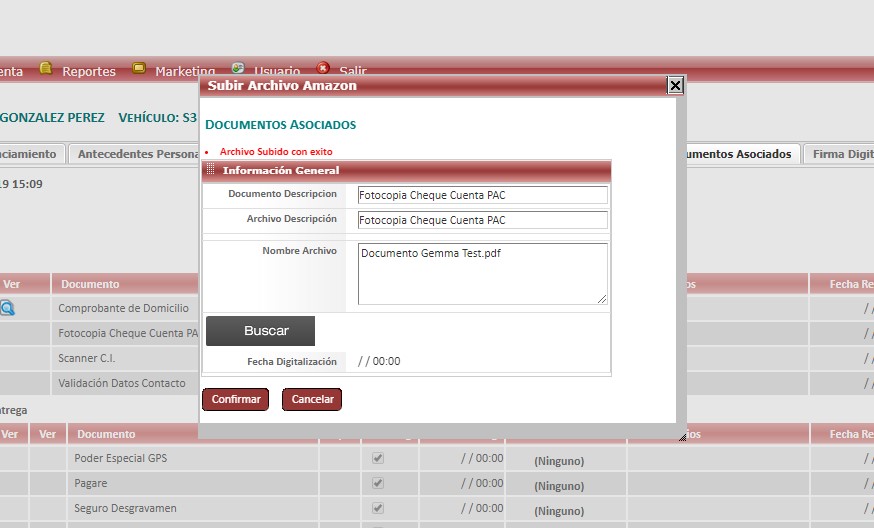 enta Reportes Marketing Usuario Salir
Subir Archivo Amazon
GONZALEZ PEREZ VEHÍCULO: S3
DOCUMENTOS ASOCIADOS
Archivo Subido con exito
nciamiento Antecedentes Persona umentos Asociados Firma Digit
19 15:09
Información General
Documento Descripcion Fotocopia Cheque Cuenta PAC
Archivo Descripción Fotocopia Cheque Cuenta PAC
Nombre Archivo Documento Gemma Test.pdf
Ver Documento os Fecha Re
Comprobante de Domicilio / /
Buscar
Fotocopia Cheque Cuenta PA / /
Scanner C.I. / /
Fecha Digitalización / / 00:00
Validación Datos Contacto / /
Confirmar Cancelar
ntrega
Ver Ver Documento ios Fecha Re
Poder Especial GPS / / 00:00 (Ninguno) / /
Pagare / / 00:00 (Ninguno) / /
Seguro Desgravamen / / 00:00 (Ninguno) / /